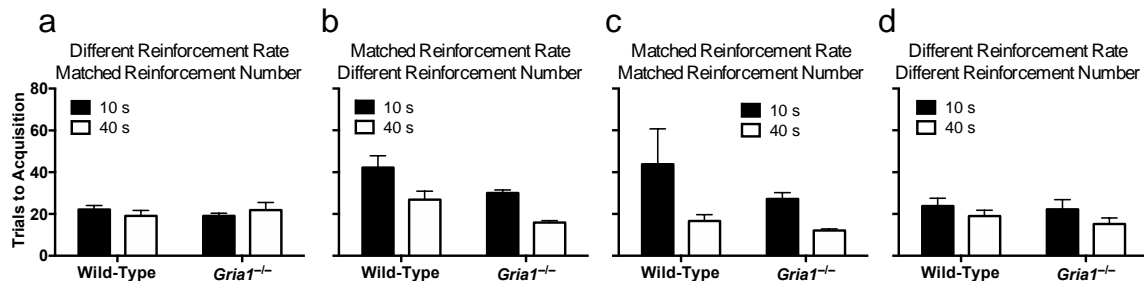 a
Different Reinforcement Rate
Matched Reinforcement Number
b
Matched Reinforcement Rate
Different Reinforcement Number
c
Matched Reinforcement Rate
Matched Reinforcement Number
d
Different Reinforcement Rate
Different Reinforcement Number
Trials to Acquisition
80
60
40
20
0
10 s
40 s
Wild-Type
Gria1–/–
10 s
40 s
Wild-Type
Gria1–/–
10 s
40 s
Wild-Type
Gria1–/–
10 s
40 s
Wild-Type
Gria1–/–